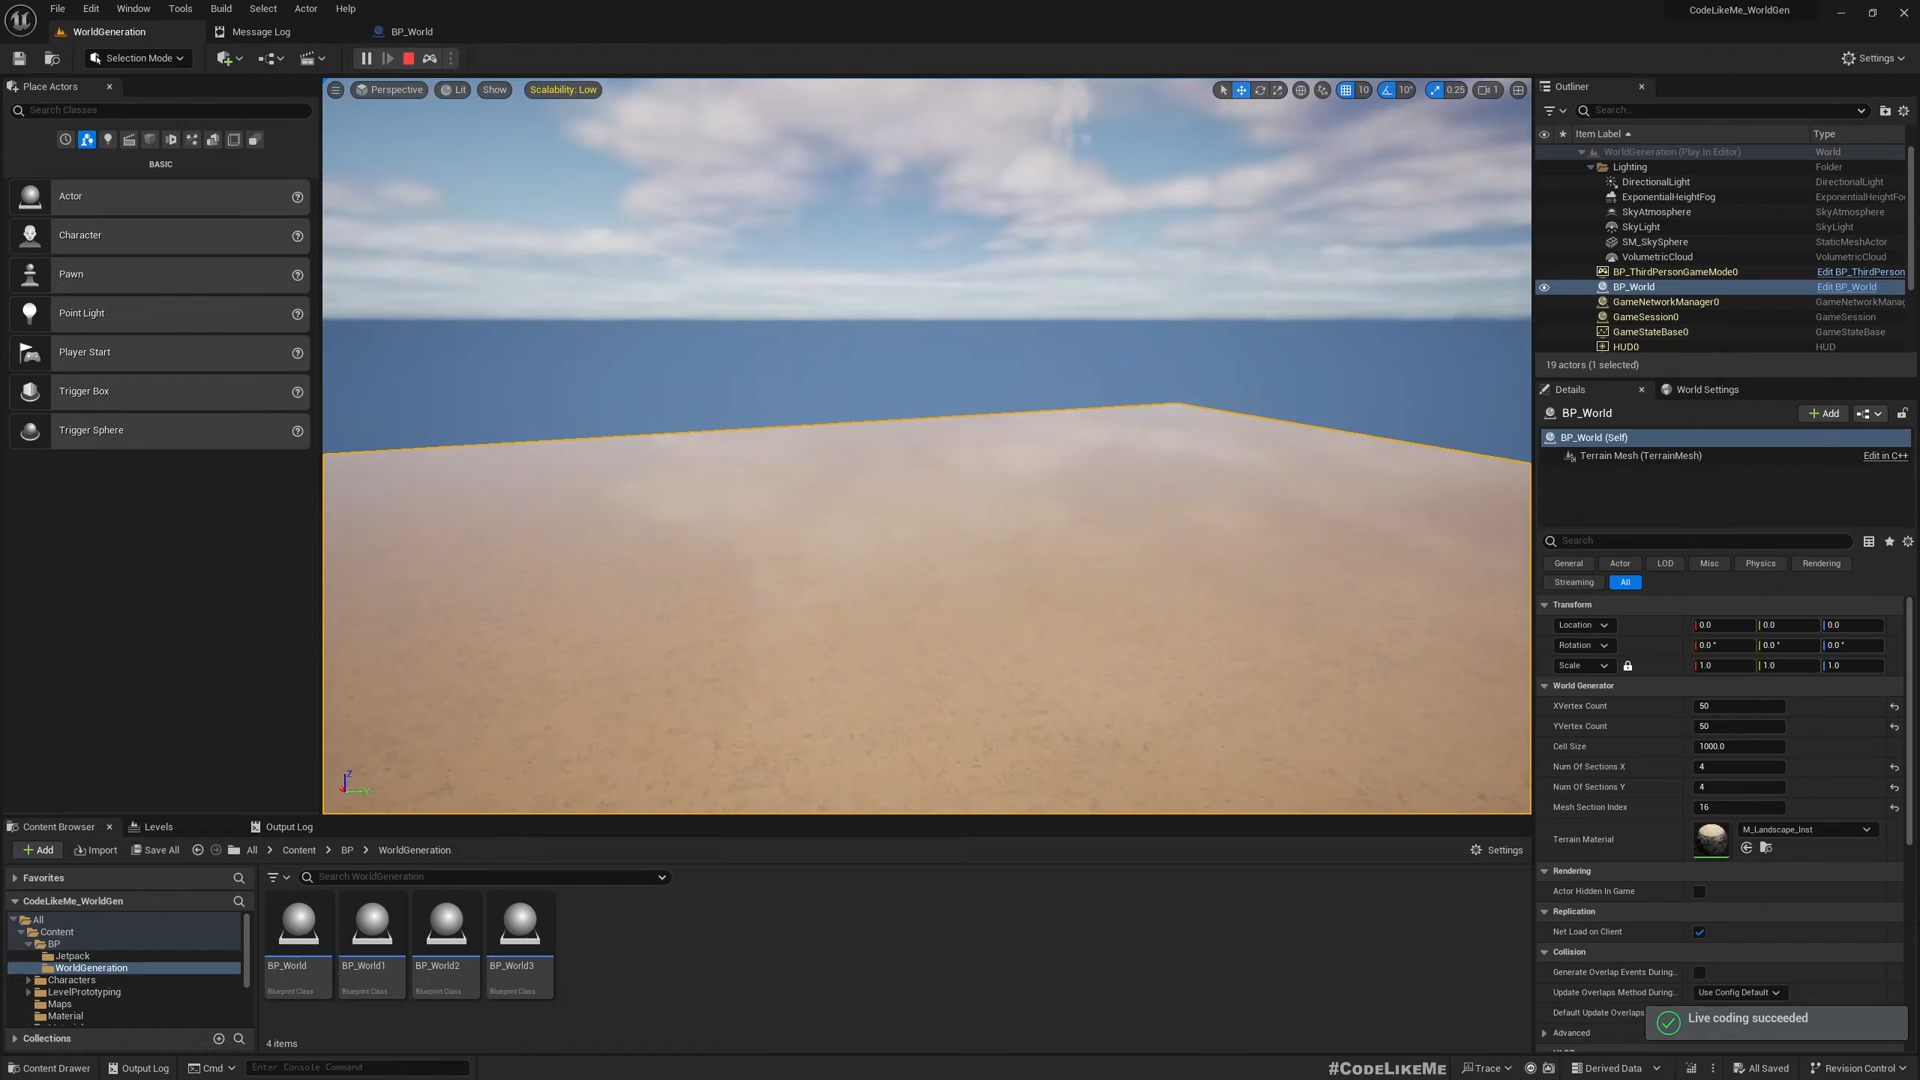 File Edit Window Tools Build Select Actor Help
CodeLikeMe_WorldGen
WorldGeneration Message Log BP_World
Selection Mode
Settings
Place Actors
Search Classes
BASIC
Actor
Character
Pawn
Point Light
Player Start
Trigger Box
Trigger Sphere
Perspective Lit Show Scalability: Low
10 10° 0.25 1
Z
Y
Outliner
Search...
Item Label Type
WorldGeneration (Play In Editor) World
Lighting Folder
DirectionalLight DirectionalLight
ExponentialHeightFog ExponentialHeightFo
SkyAtmosphere SkyAtmosphere
SkyLight SkyLight
SM_SkySphere StaticMeshActor
VolumetricCloud VolumetricCloud
BP_ThirdPersonGameMode0 Edit BP_ThirdPerson
BP_World Edit BP_World
GameNetworkManager0 GameNetworkManag
GameSession0 GameSession
GameStateBase0 GameStateBase
HUD0 HUD
19 actors (1 selected)
Details World Settings
BP_World
Add
BP_World (Self)
Terrain Mesh (TerrainMesh) Edit in C++
Search
General Actor LOD Misc Physics Rendering
Streaming All
Transform
Location 0.0 0.0 0.0
Rotation 0.0 ° 0.0 ° 0.0 °
Scale 1.0 1.0 1.0
World Generator
XVertex Count 50
YVertex Count 50
Cell Size 1000.0
Num Of Sections X 4
Num Of Sections Y 4
Mesh Section Index 16
Terrain Material M_Landscape_Inst
Rendering
Actor Hidden In Game
Replication
Net Load on Client
Collision
Generate Overlap Events During..
Update Overlaps Method During.. Use Config Default
Default Update Overlaps
Advanced
Live coding succeeded
Content Browser Levels Output Log
Add Import Save All All Content BP WorldGeneration
Settings
Favorites
CodeLikeMe_WorldGen
All
Content
BP
Jetpack
WorldGeneration
Characters
LevelPrototyping
Maps
Material
Collections
Search WorldGeneration
BP_World BP_World1 BP_World2 BP_World3
Blueprint Class Blueprint Class Blueprint Class Blueprint Class
4 items
Content Drawer Output Log Cmd Enter Console Command
#CodeLikeMe
Trace Derived Data All Saved Revision Control